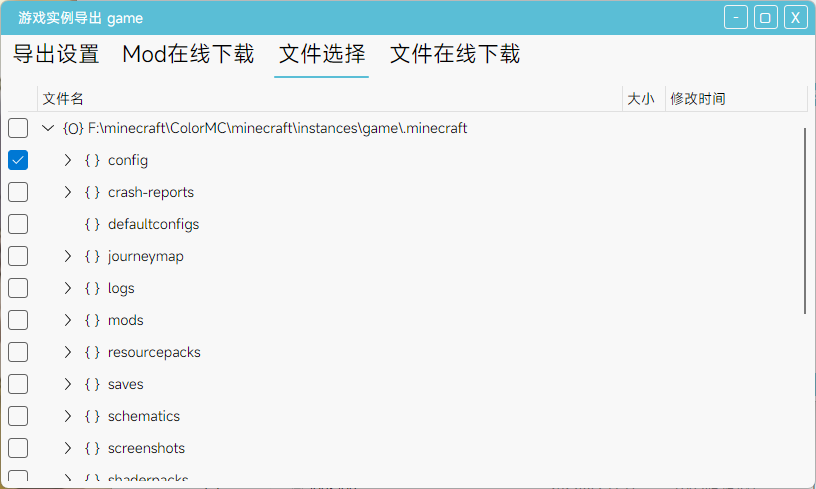 游戏实例导出 game
- ▢ X
导出设置 Mod在线下载 文件选择 文件在线下载
文件名 大小 修改时间
{O} F:\minecraft\ColorMC\minecraft\instances\game\.minecraft
{ } config
{ } crash-reports
{ } defaultconfigs
{ } journeymap
{ } logs
{ } mods
{ } resourcepacks
{ } saves
{ } schematics
{ } screenshots
{ } shaderpacks